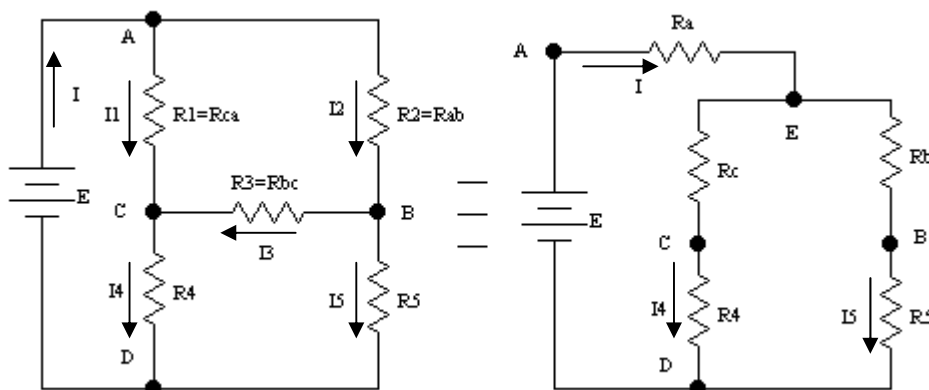 A
Ra
A
I
I
I1
R1=Rca
I2
R2=Rab
E
R3=Rbc
Rc
Rb
E
C
B
E
I3
C
B
I4
R4
I5
R5
I4
R4
I5
R5
D
D